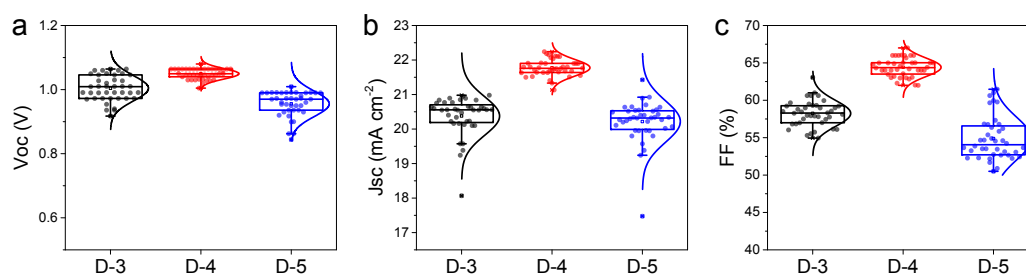 a
Voc (V)
1.2
1.0
0.8
0.6
D-3 D-4 D-5
b
Jsc (mA cm-2)
23
22
21
20
19
18
17
D-3 D-4 D-5
c
FF (%)
70
65
60
55
50
45
40
D-3 D-4 D-5